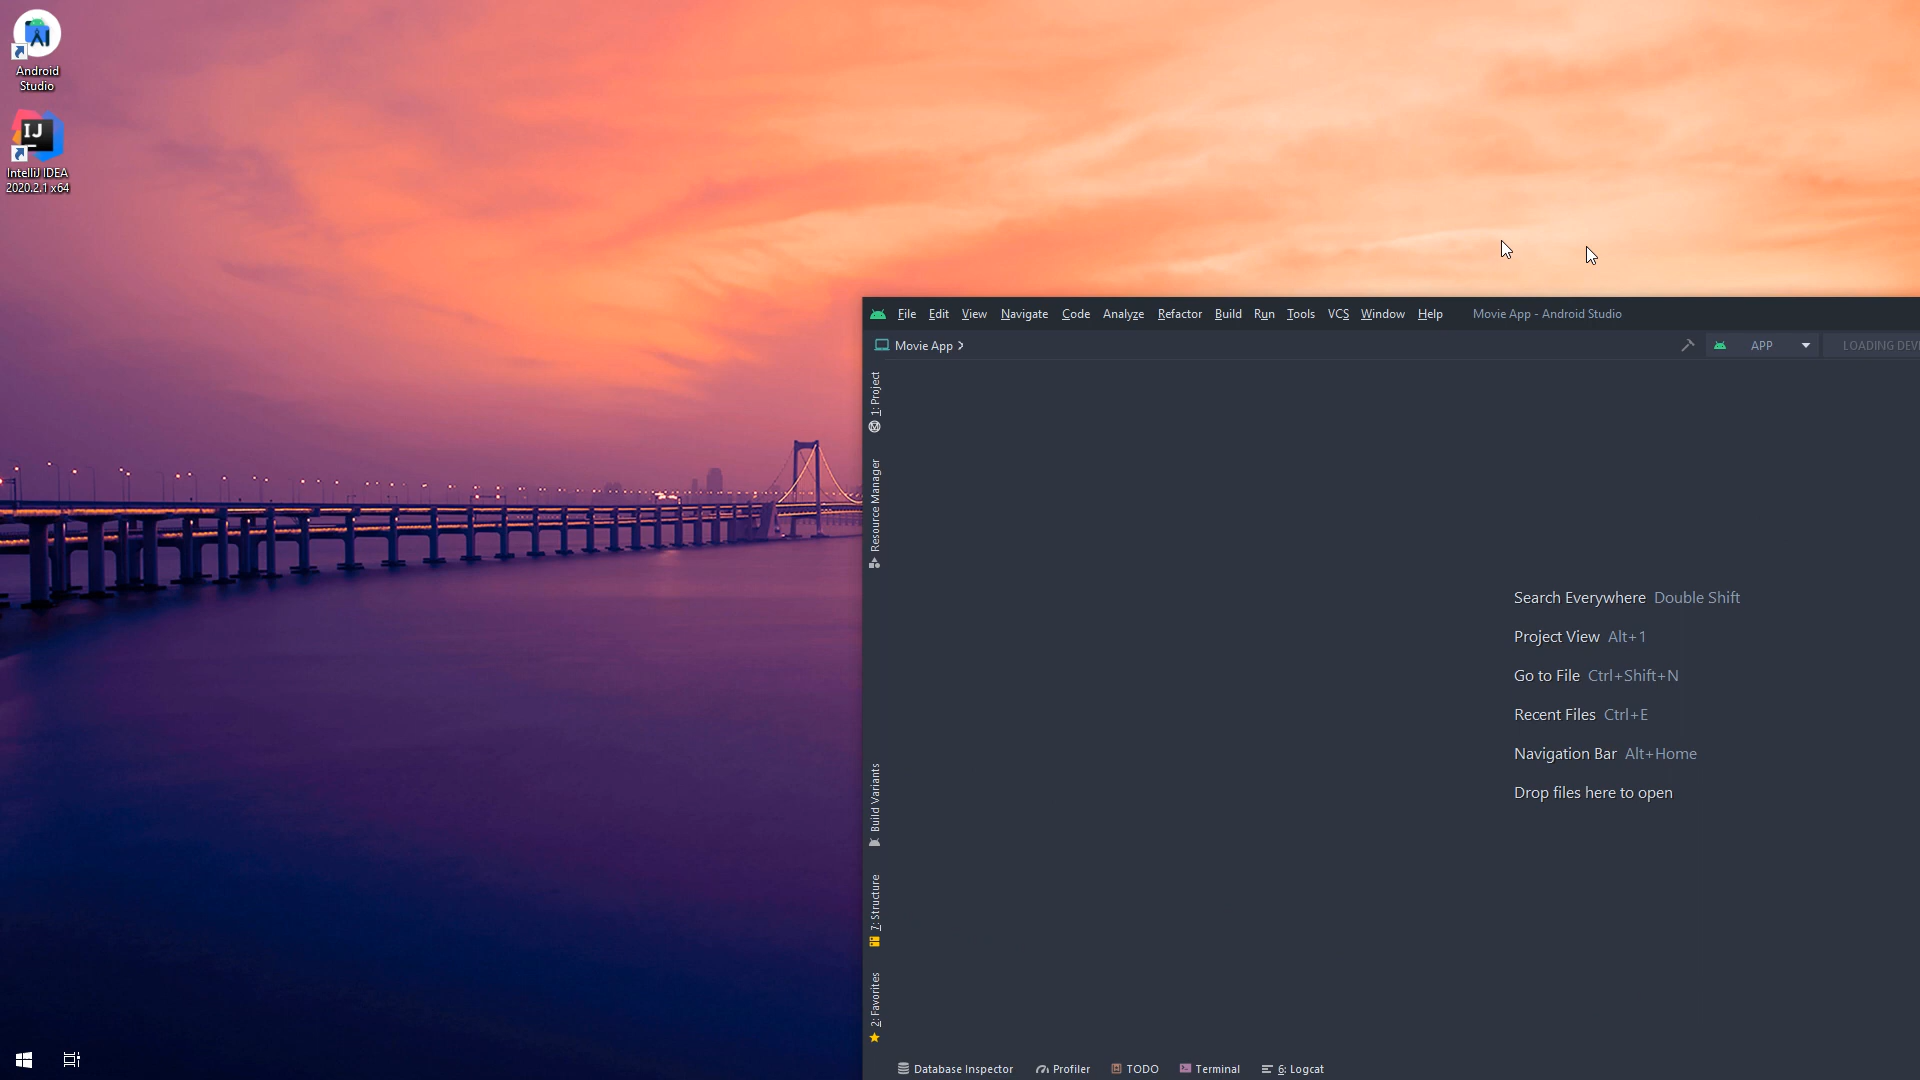 Android
Studio
IJ
IntelliJ IDEA
2020.2.1 x64
File Edit View Navigate Code Analyze Refactor Build Run Tools VCS Window Help Movie App - Android Studio
Movie App
APP
LOADING DEVI
1: Project
Resource Manager
Build Variants
7: Structure
2: Favorites
Search Everywhere Double Shift
Project View Alt+1
Go to File Ctrl+Shift+N
Recent Files Ctrl+E
Navigation Bar Alt+Home
Drop files here to open
Database Inspector Profiler TODO Terminal 6: Logcat